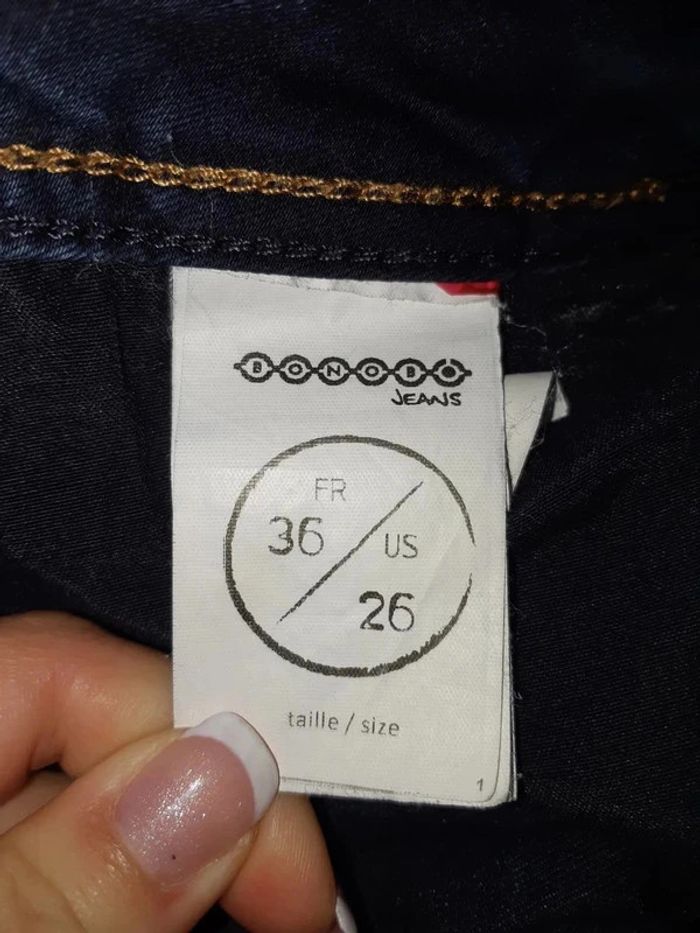 BONOBO
JEANS
FR
36
US
26
taille / size
1